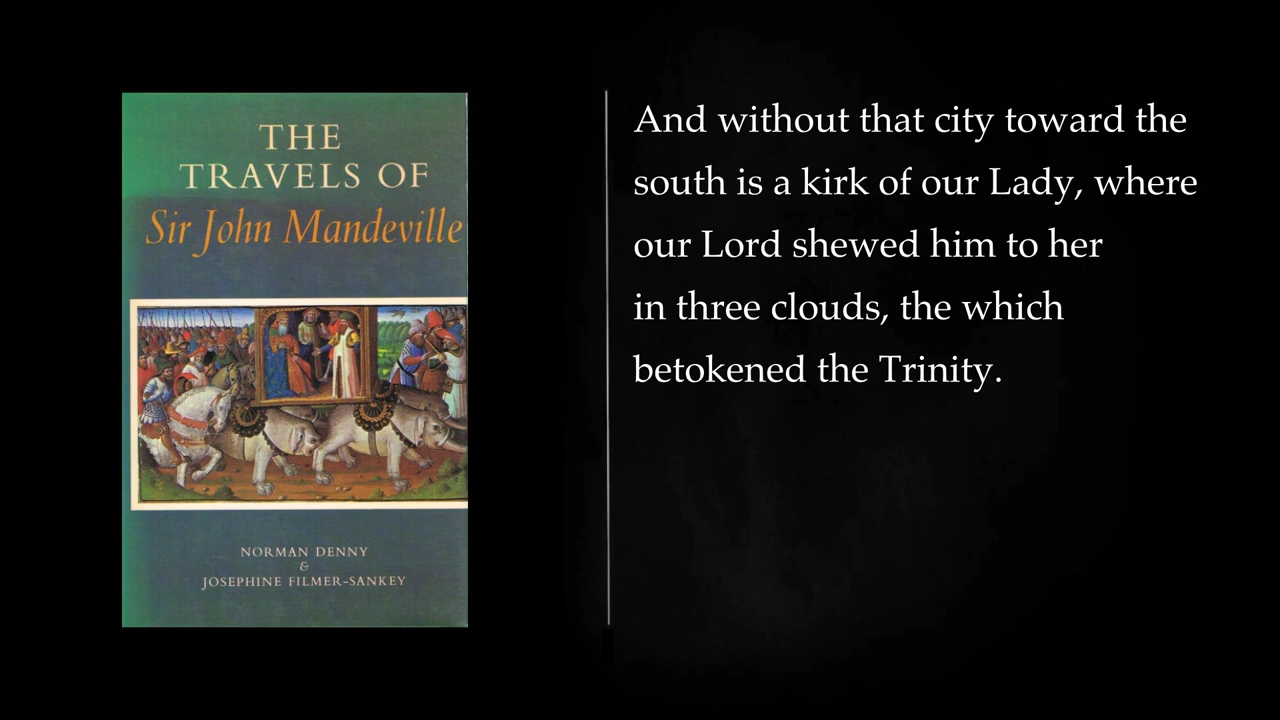 THE
TRAVELS OF
Sir John Mandeville
NORMAN DENNY
&
JOSEPHINE FILMER-SANKEY
And without that city toward the
south is a kirk of our Lady, where
our Lord shewed him to her
in three clouds, the which
betokened the Trinity.